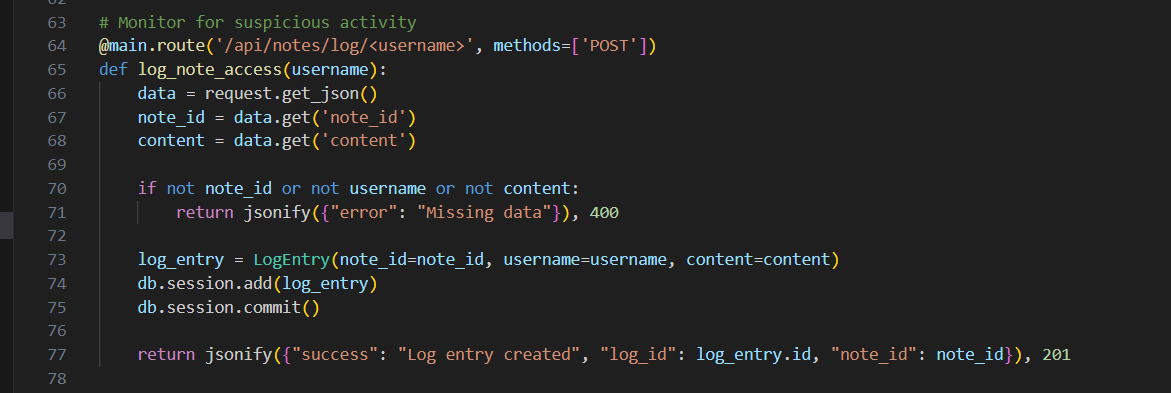 62
63 # Monitor for suspicious activity
64 @main.route('/api/notes/log/<username>', methods=['POST'])
65 def log_note_access(username):
66     data = request.get_json()
67     note_id = data.get('note_id')
68     content = data.get('content')
69
70     if not note_id or not username or not content:
71         return jsonify({"error": "Missing data"}), 400
72
73     log_entry = LogEntry(note_id=note_id, username=username, content=content)
74     db.session.add(log_entry)
75     db.session.commit()
76
77     return jsonify({"success": "Log entry created", "log_id": log_entry.id, "note_id": note_id}), 201
78